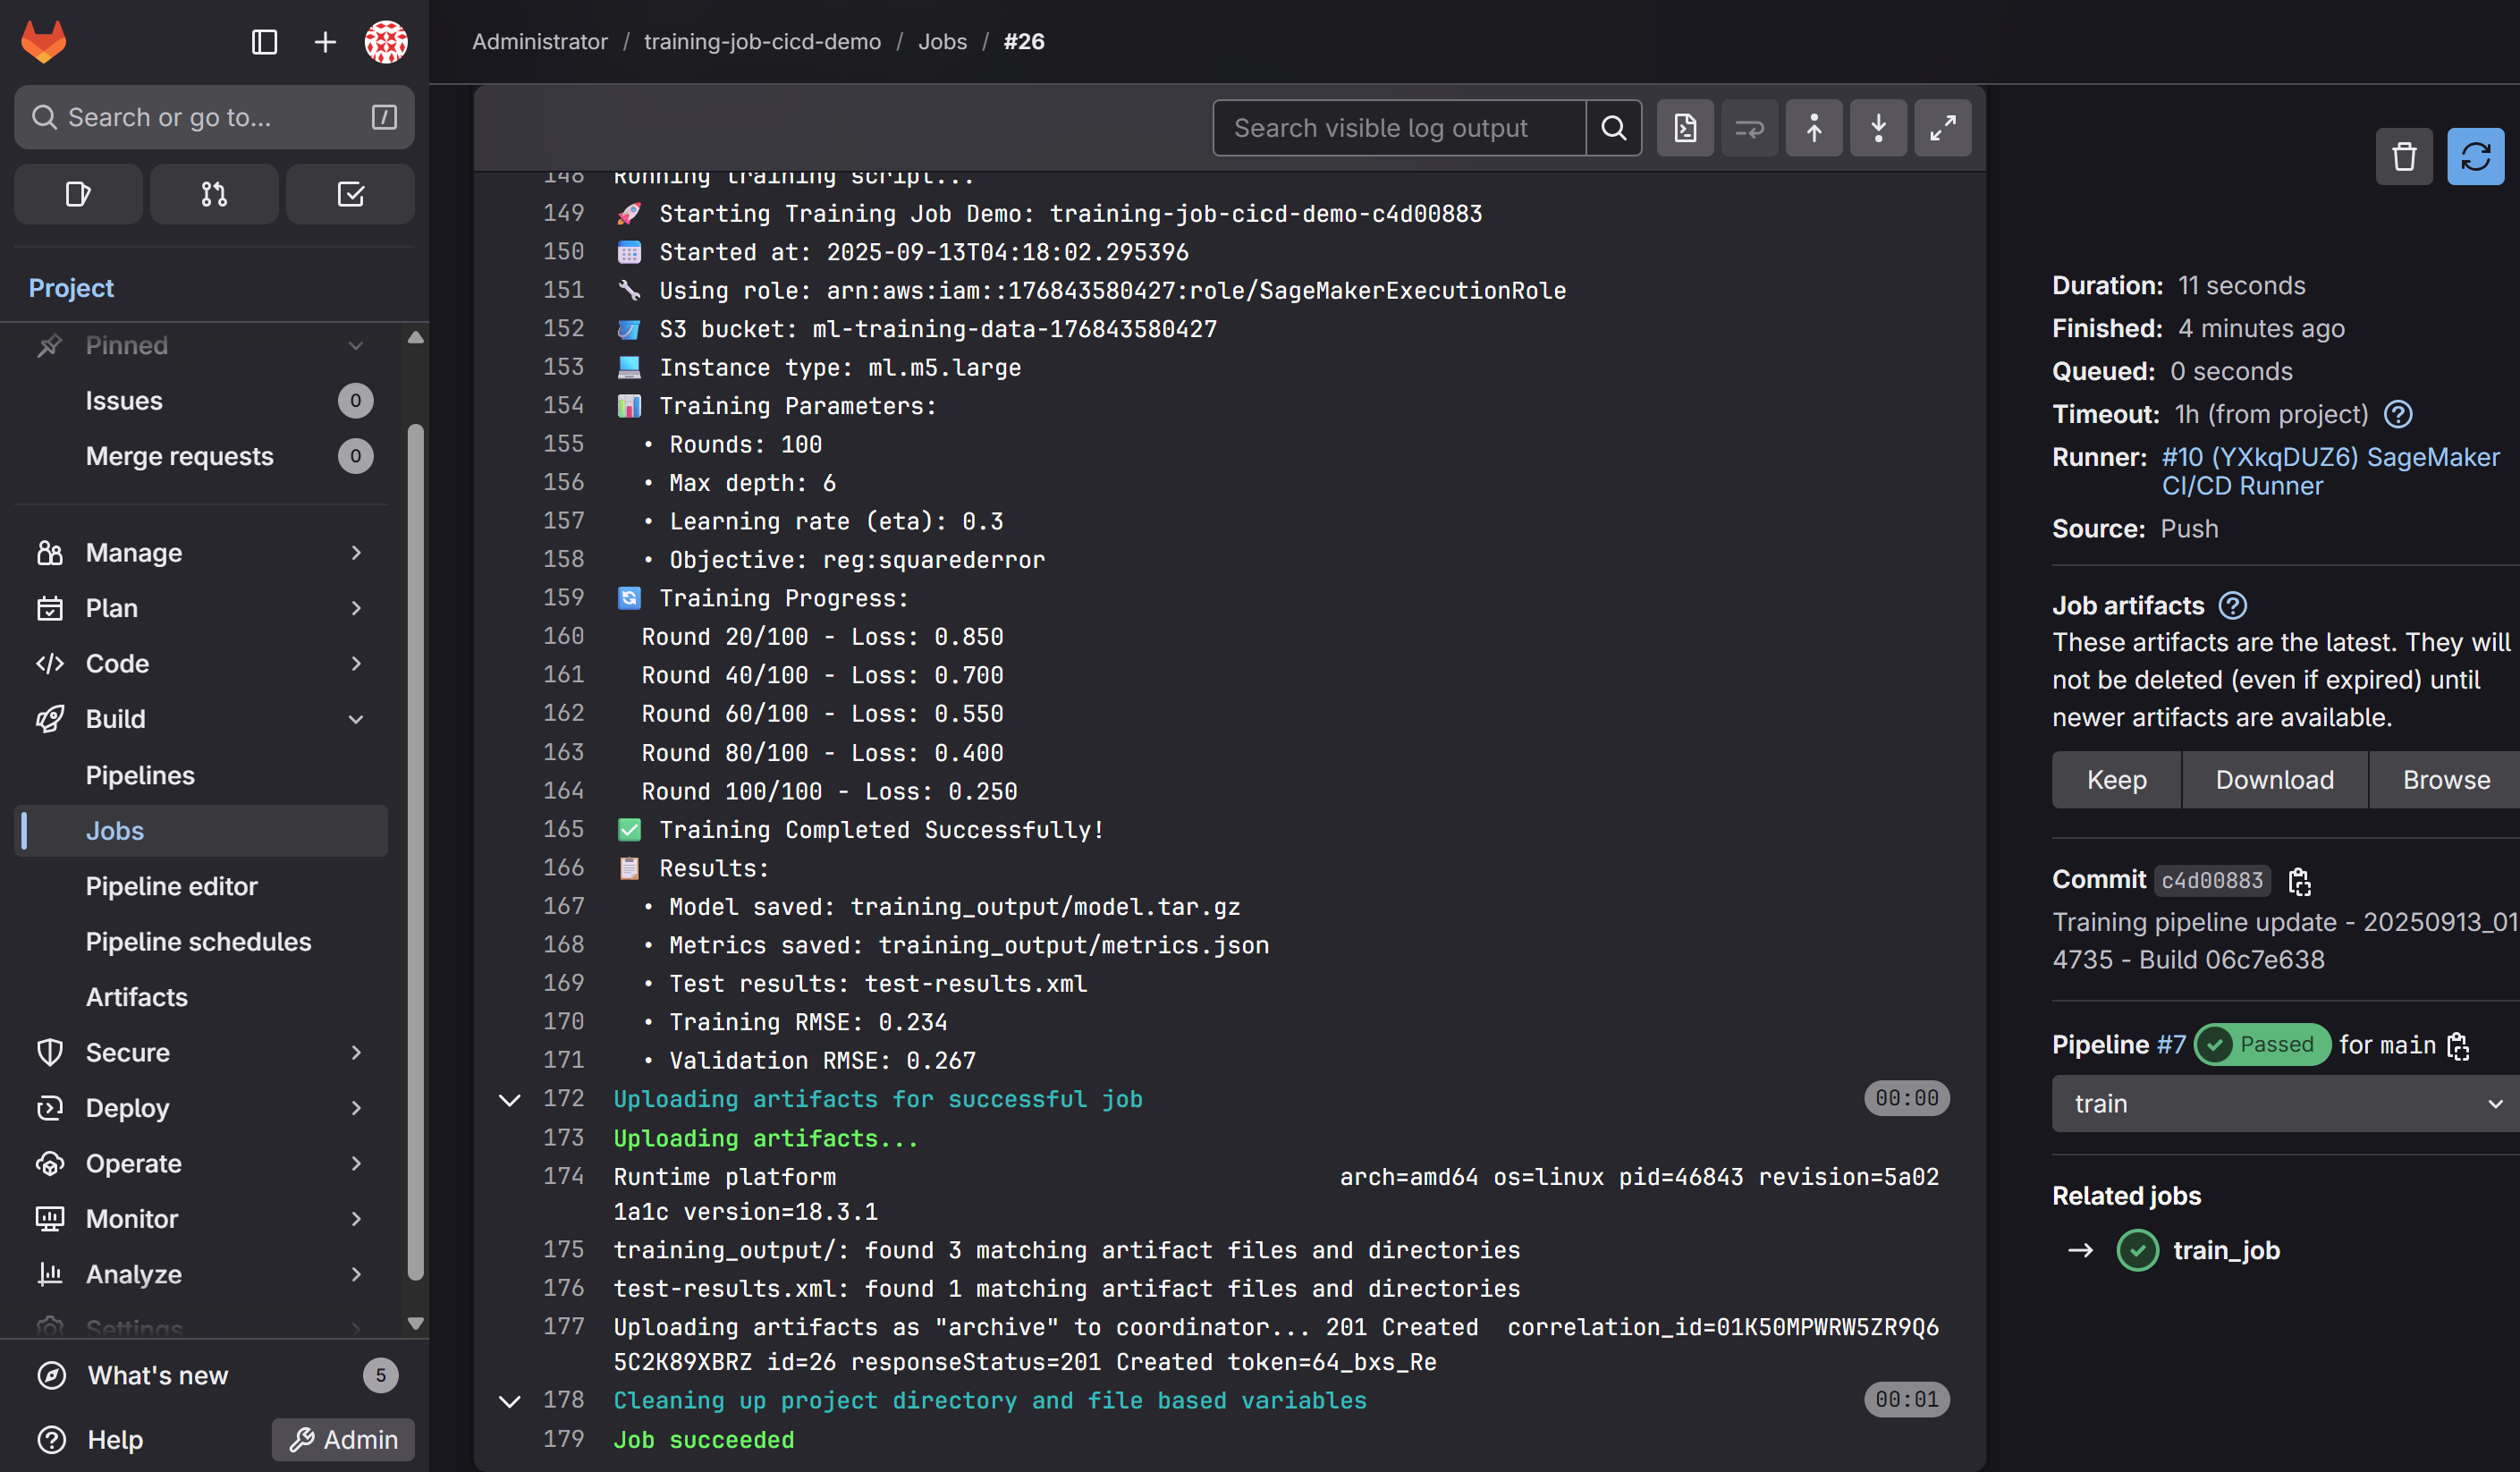 Administrator / training-job-cicd-demo / Jobs / #26
Search or go to...
/
Project
Pinned
Issues 0
Merge requests 0
Manage
Plan
Code
Build
Pipelines
Jobs
Pipeline editor
Pipeline schedules
Artifacts
Secure
Deploy
Operate
Monitor
Analyze
Settings
What's new 5
Help
Admin
Search visible log output
148 Running training script...
149 🚀 Starting Training Job Demo: training-job-cicd-demo-c4d00883
150 📅 Started at: 2025-09-13T04:18:02.295396
151 🔧 Using role: arn:aws:iam::176843580427:role/SageMakerExecutionRole
152 🪣 S3 bucket: ml-training-data-176843580427
153 💻 Instance type: ml.m5.large
154 📊 Training Parameters:
155 • Rounds: 100
156 • Max depth: 6
157 • Learning rate (eta): 0.3
158 • Objective: reg:squarederror
159 🔄 Training Progress:
160 Round 20/100 - Loss: 0.850
161 Round 40/100 - Loss: 0.700
162 Round 60/100 - Loss: 0.550
163 Round 80/100 - Loss: 0.400
164 Round 100/100 - Loss: 0.250
165 ✅ Training Completed Successfully!
166 📋 Results:
167 • Model saved: training_output/model.tar.gz
168 • Metrics saved: training_output/metrics.json
169 • Test results: test-results.xml
170 • Training RMSE: 0.234
171 • Validation RMSE: 0.267
172 Uploading artifacts for successful job 00:00
173 Uploading artifacts...
174 Runtime platform arch=amd64 os=linux pid=46843 revision=5a02
1a1c version=18.3.1
175 training_output/: found 3 matching artifact files and directories
176 test-results.xml: found 1 matching artifact files and directories
177 Uploading artifacts as "archive" to coordinator... 201 Created correlation_id=01K50MPWRW5ZR9Q6
5C2K89XBRZ id=26 responseStatus=201 Created token=64_bxs_Re
178 Cleaning up project directory and file based variables 00:01
179 Job succeeded
Duration: 11 seconds
Finished: 4 minutes ago
Queued: 0 seconds
Timeout: 1h (from project)
Runner: #10 (YXkqDUZ6) SageMaker
CI/CD Runner
Source: Push
Job artifacts
These artifacts are the latest. They will
not be deleted (even if expired) until
newer artifacts are available.
Keep Download Browse
Commit c4d00883
Training pipeline update - 20250913_01
4735 - Build 06c7e638
Pipeline #7 Passed for main
train
Related jobs
→ train_job